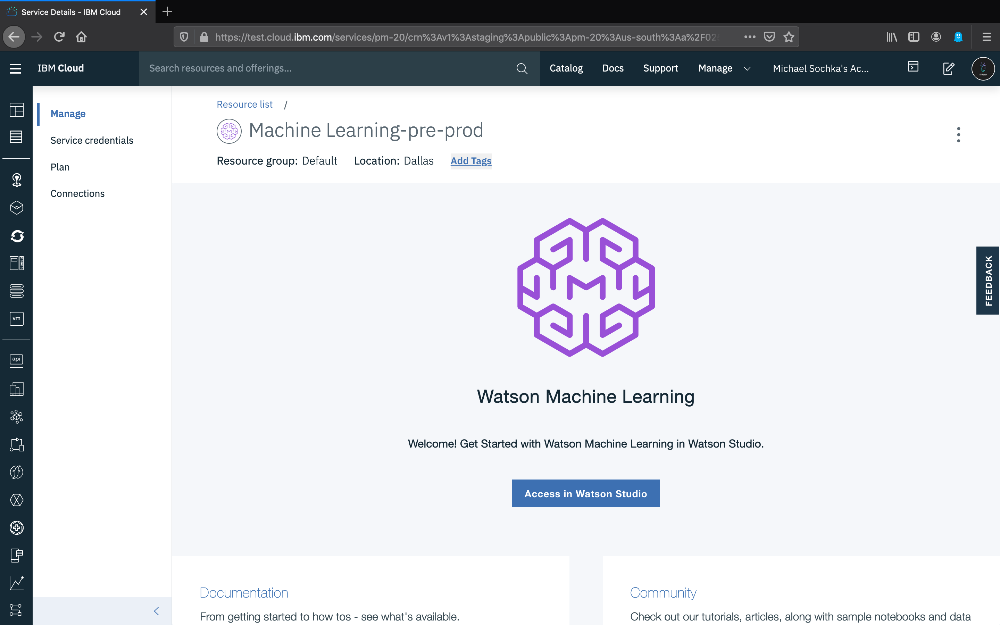 Service Details - IBM Cloud
https://test.cloud.ibm.com/services/pm-20/crn%3Av1%3Astaging%3Apublic%3Apm-20%3Aus-south%3Aa%2F02
IBM Cloud
Search resources and offerings...
Catalog
Docs
Support
Manage
Michael Sochka's Ac...
Manage
Service credentials
Plan
Connections
Resource list /
Machine Learning-pre-prod
Resource group: Default Location: Dallas Add Tags
vm
api
FEEDBACK
Watson Machine Learning
Welcome! Get Started with Watson Machine Learning in Watson Studio.
Access in Watson Studio
Documentation
From getting started to how tos - see what's available.
Community
Check out our tutorials, articles, along with sample notebooks and data